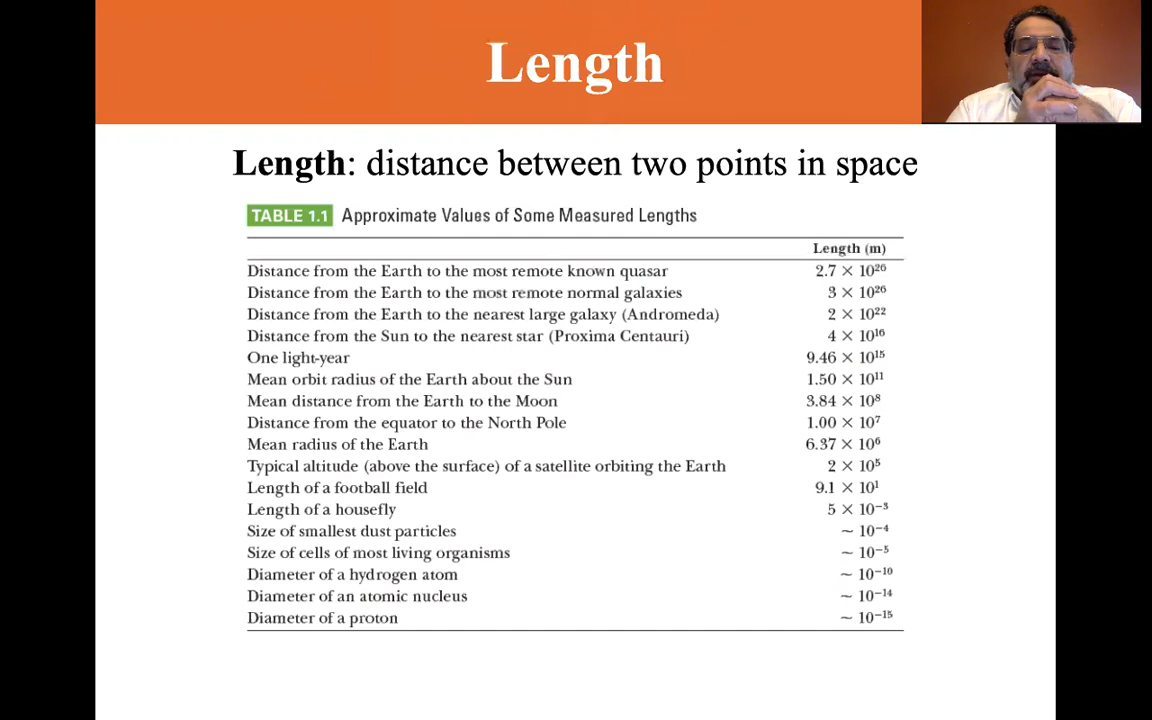 Length
Length: distance between two points in space
TABLE 1.1 Approximate Values of Some Measured Lengths
Length (m)
Distance from the Earth to the most remote known quasar 2.7 × 10²⁶
Distance from the Earth to the most remote normal galaxies 3 × 10²⁶
Distance from the Earth to the nearest large galaxy (Andromeda) 2 × 10²²
Distance from the Sun to the nearest star (Proxima Centauri) 4 × 10¹⁶
One light-year 9.46 × 10¹⁵
Mean orbit radius of the Earth about the Sun 1.50 × 10¹¹
Mean distance from the Earth to the Moon 3.84 × 10⁸
Distance from the equator to the North Pole 1.00 × 10⁷
Mean radius of the Earth 6.37 × 10⁶
Typical altitude (above the surface) of a satellite orbiting the Earth 2 × 10⁵
Length of a football field 9.1 × 10¹
Length of a housefly 5 × 10⁻³
Size of smallest dust particles ~ 10⁻⁴
Size of cells of most living organisms ~ 10⁻⁵
Diameter of a hydrogen atom ~ 10⁻¹⁰
Diameter of an atomic nucleus ~ 10⁻¹⁴
Diameter of a proton ~ 10⁻¹⁵